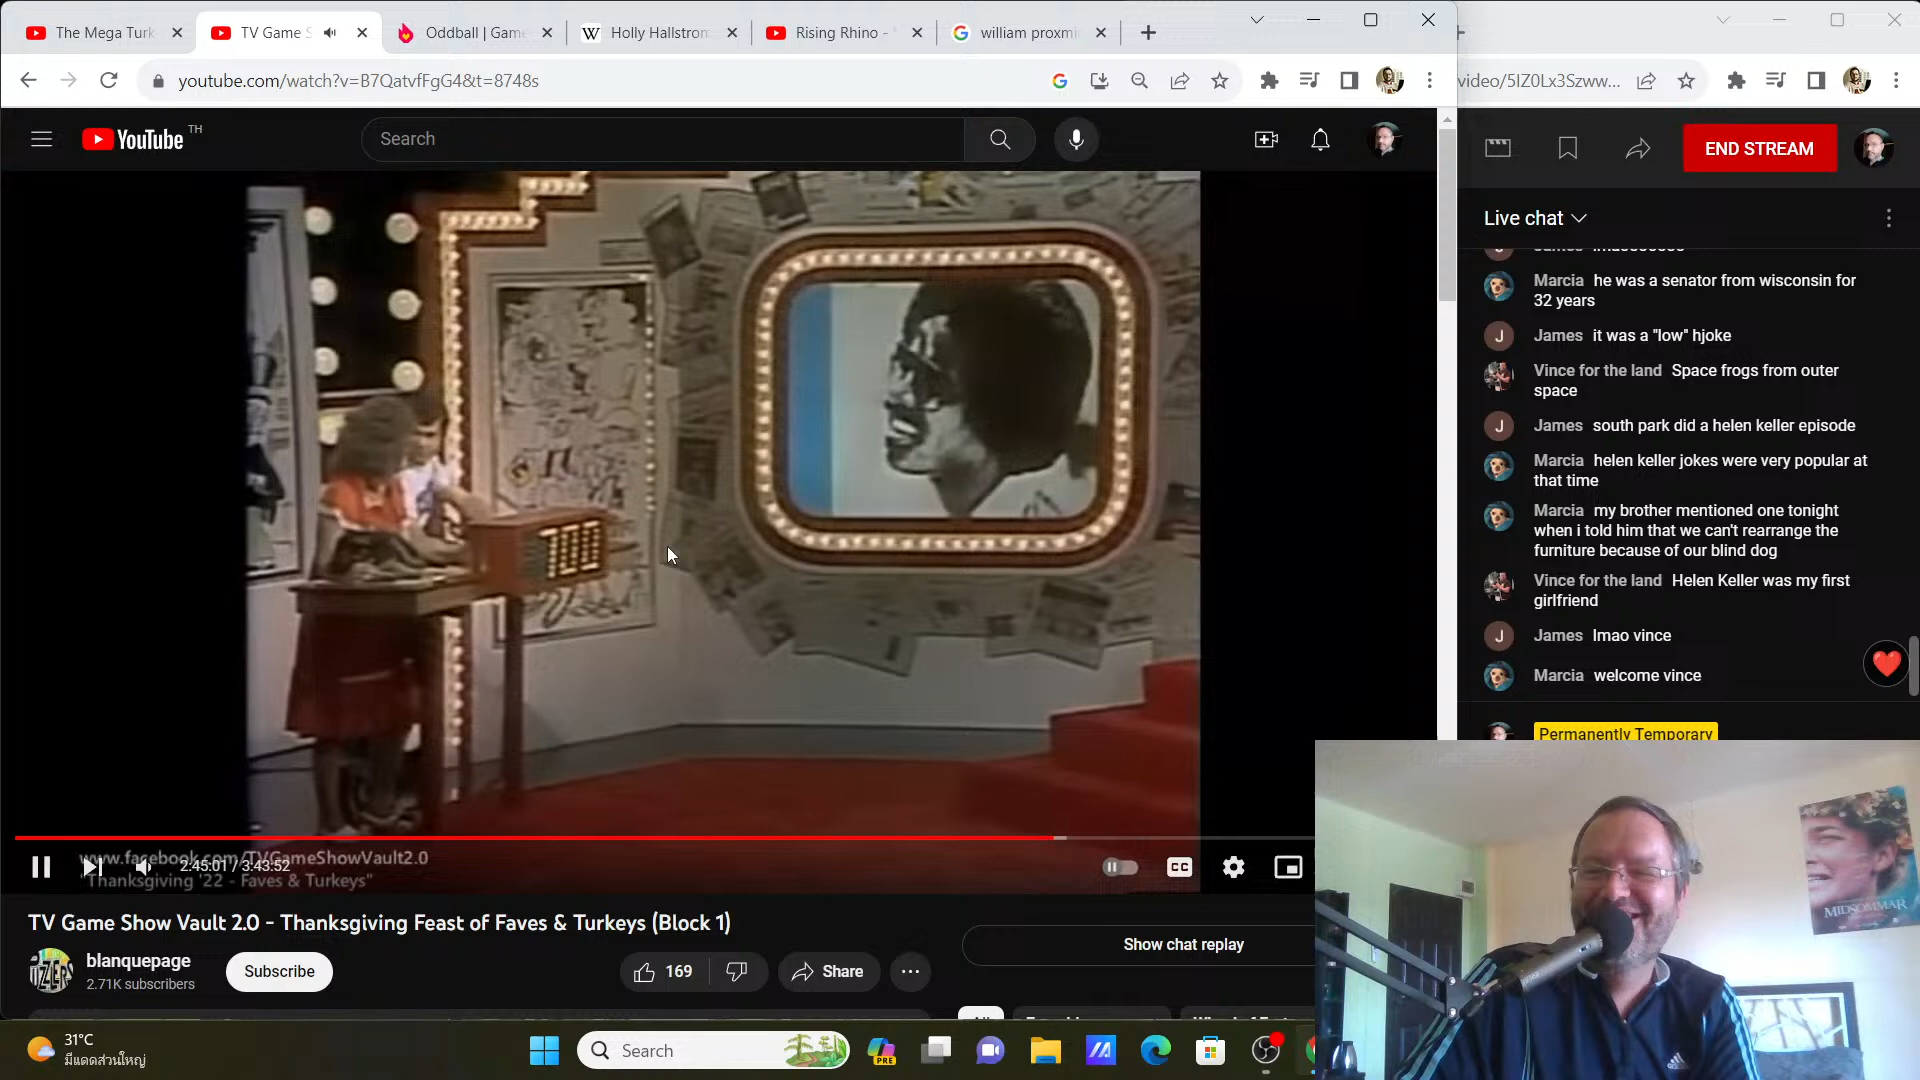 The Mega Turk
TV Game S
Oddball | Game
Holly Hallstrom
Rising Rhino -
william proxmi
youtube.com/watch?v=B7QatvfFgG4&t=8748s
video/5IZ0Lx3Szww...
YouTube TH
Search
END STREAM
Live chat
Marcia he was a senator from wisconsin for
32 years
James it was a "low" hjoke
Vince for the land Space frogs from outer
space
James south park did a helen keller episode
Marcia helen keller jokes were very popular at
that time
Marcia my brother mentioned one tonight
when i told him that we can't rearrange the
furniture because of our blind dog
Vince for the land Helen Keller was my first
girlfriend
James lmao vince
Marcia welcome vince
Permanently Temporary
700
www.facebook.com/TVGameShowVault2.0
2:45:01 / 3:43:52
"Thanksgiving '22 - Faves & Turkeys"
CC
TV Game Show Vault 2.0 - Thanksgiving Feast of Faves & Turkeys (Block 1)
blanquepage
2.71K subscribers
Subscribe
169
Share
Show chat replay
MIDSOMMAR
31°C
มีแดดส่วนใหญ่
Search
PRE